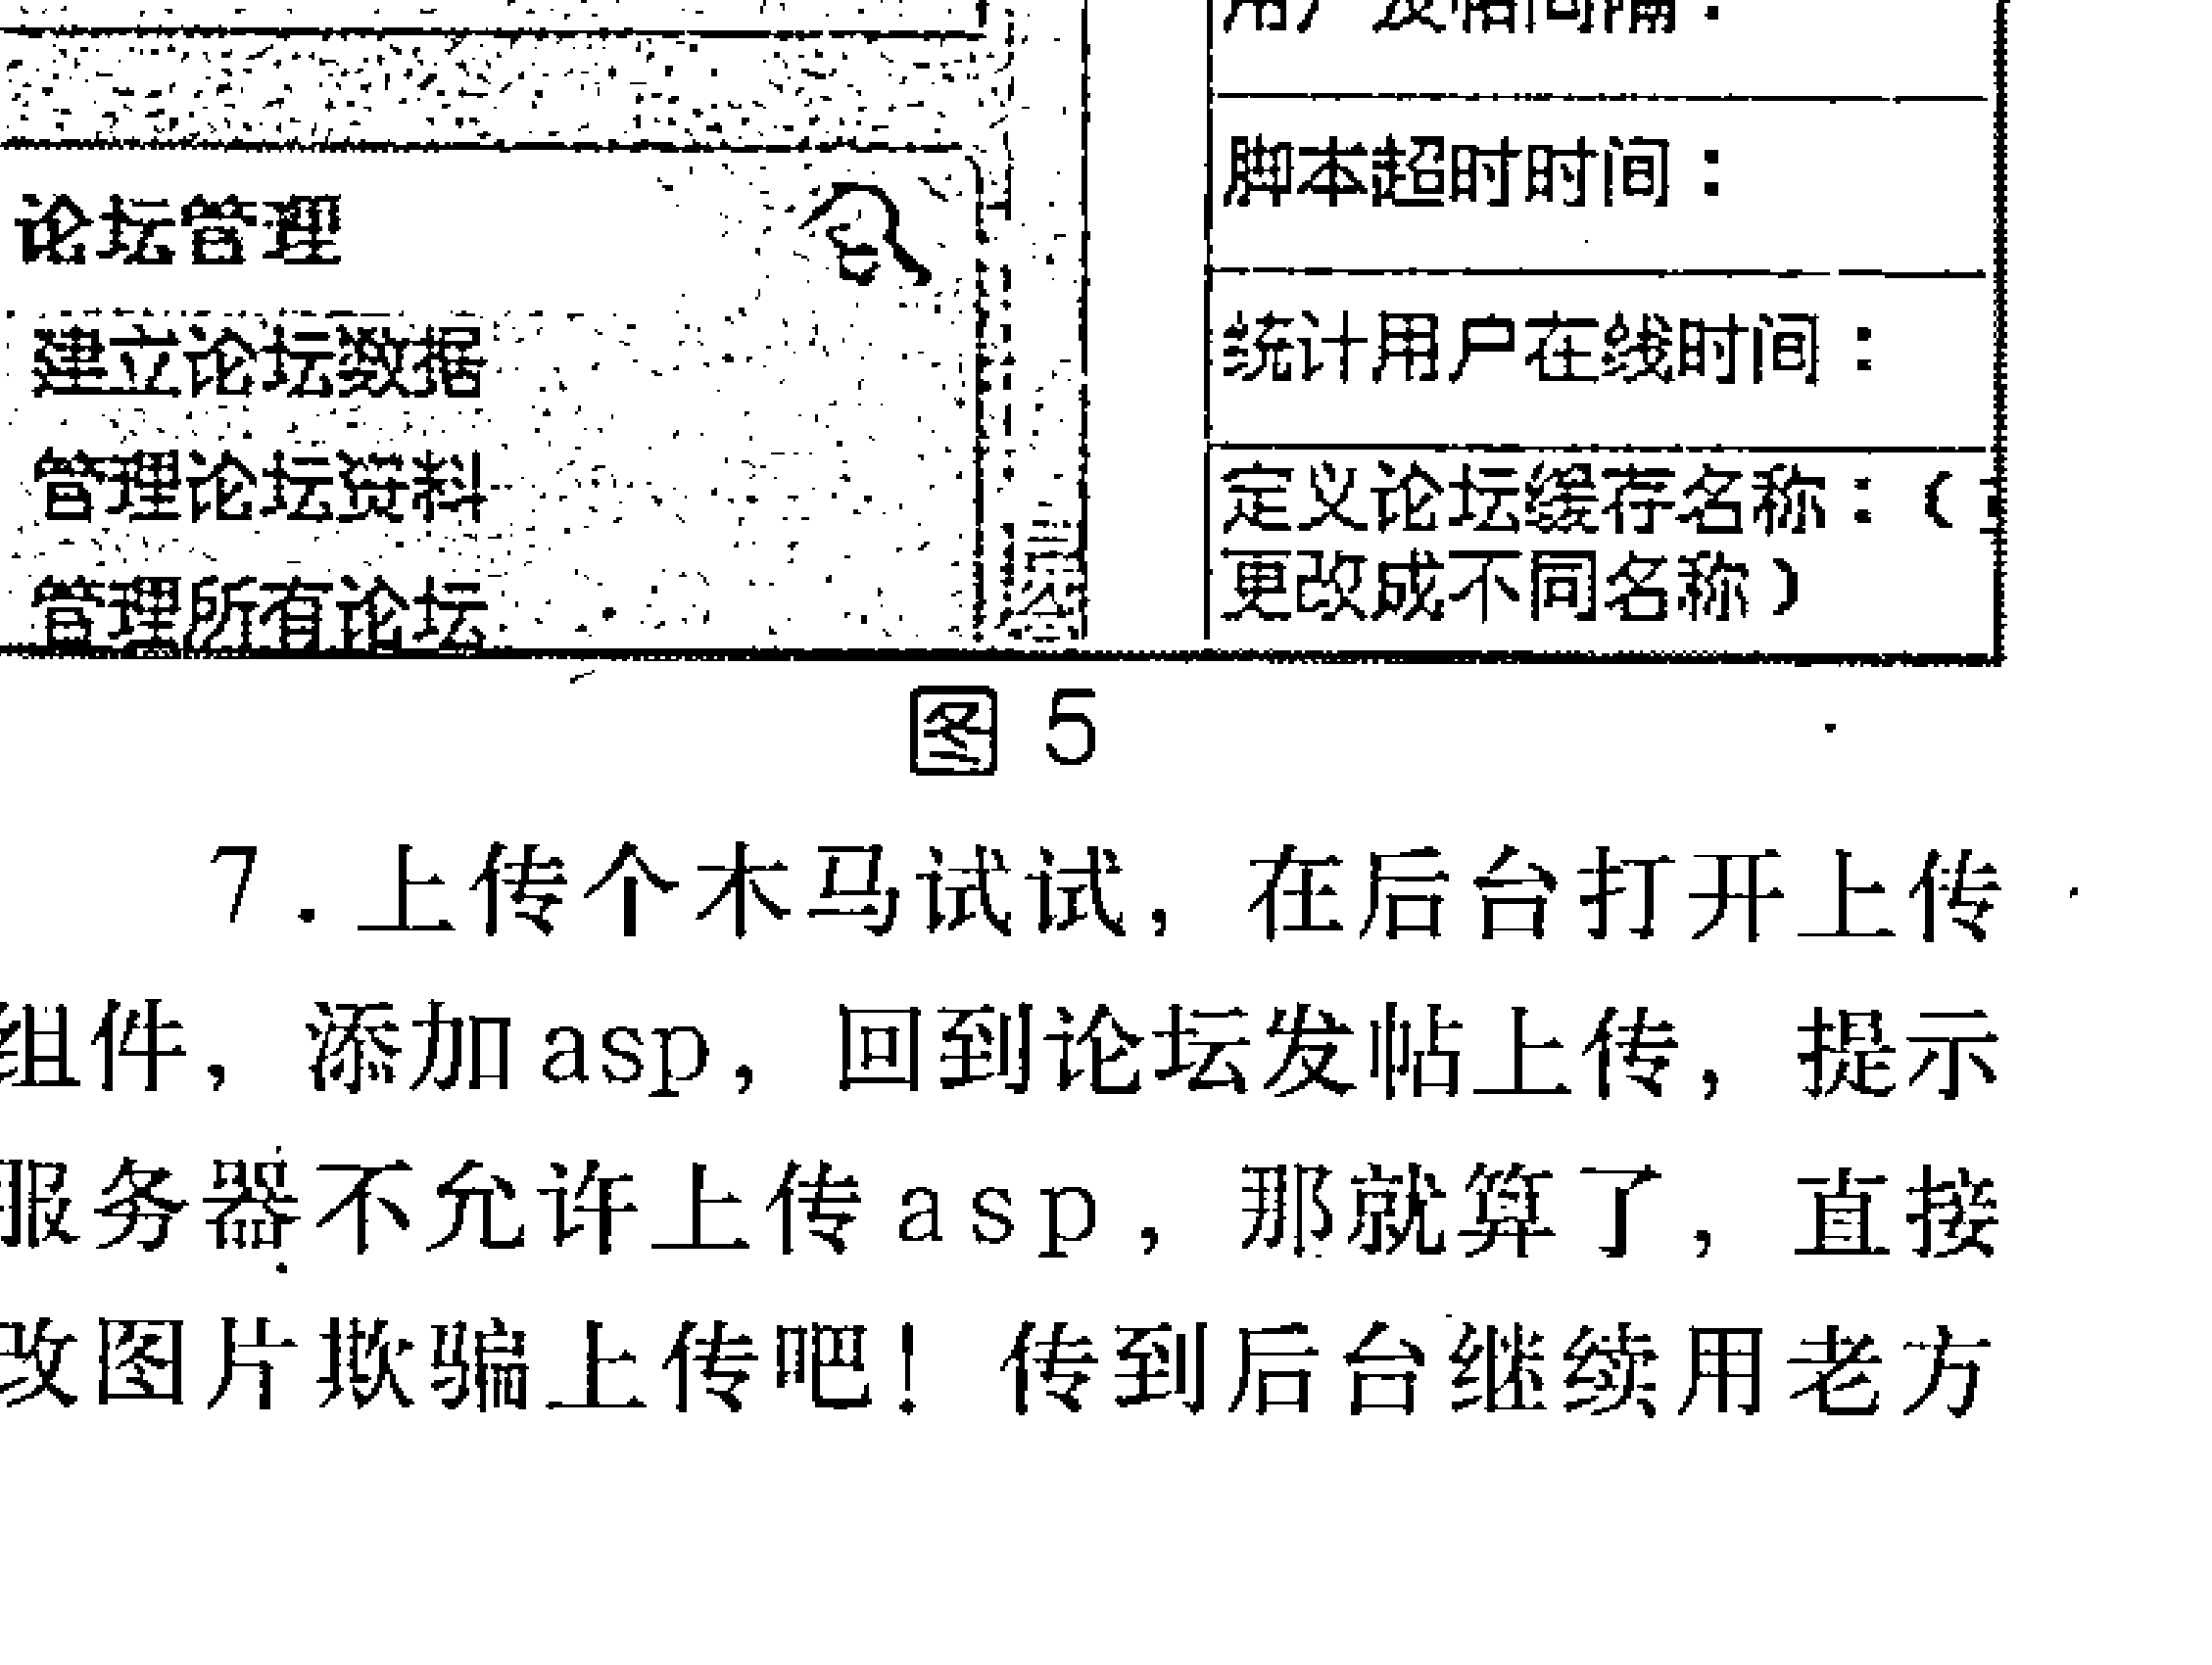 用户发帖间隔：
脚本超时时间：
论坛管理
统计用户在线时间：
建立论坛数据
管理论坛资料
定义论坛缓存名称：（
更改成不同名称）
管理所有论坛
图 5
7.上传个木马试试，在后台打开上传
组件，添加asp，回到论坛发帖上传，提示
服务器不允许上传asp，那就算了，直接
改图片欺骗上传吧！传到后台继续用老方